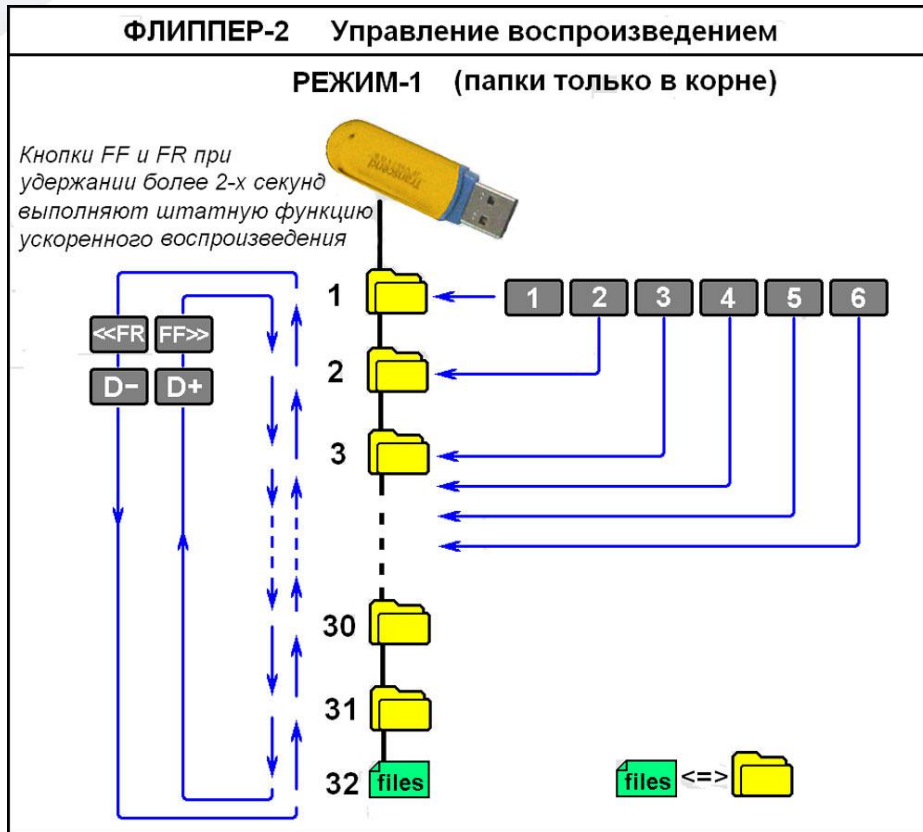 ФЛИППЕР-2 Управление воспроизведением
РЕЖИМ-1 (папки только в корне)
Кнопки FF и FR при
удержании более 2-х секунд
выполняют штатную функцию
ускоренного воспроизведения
Transcend
1
1 2 3 4 5 6
<<FR FF>>
D− D+
2
3
30
31
32 files
files <=>